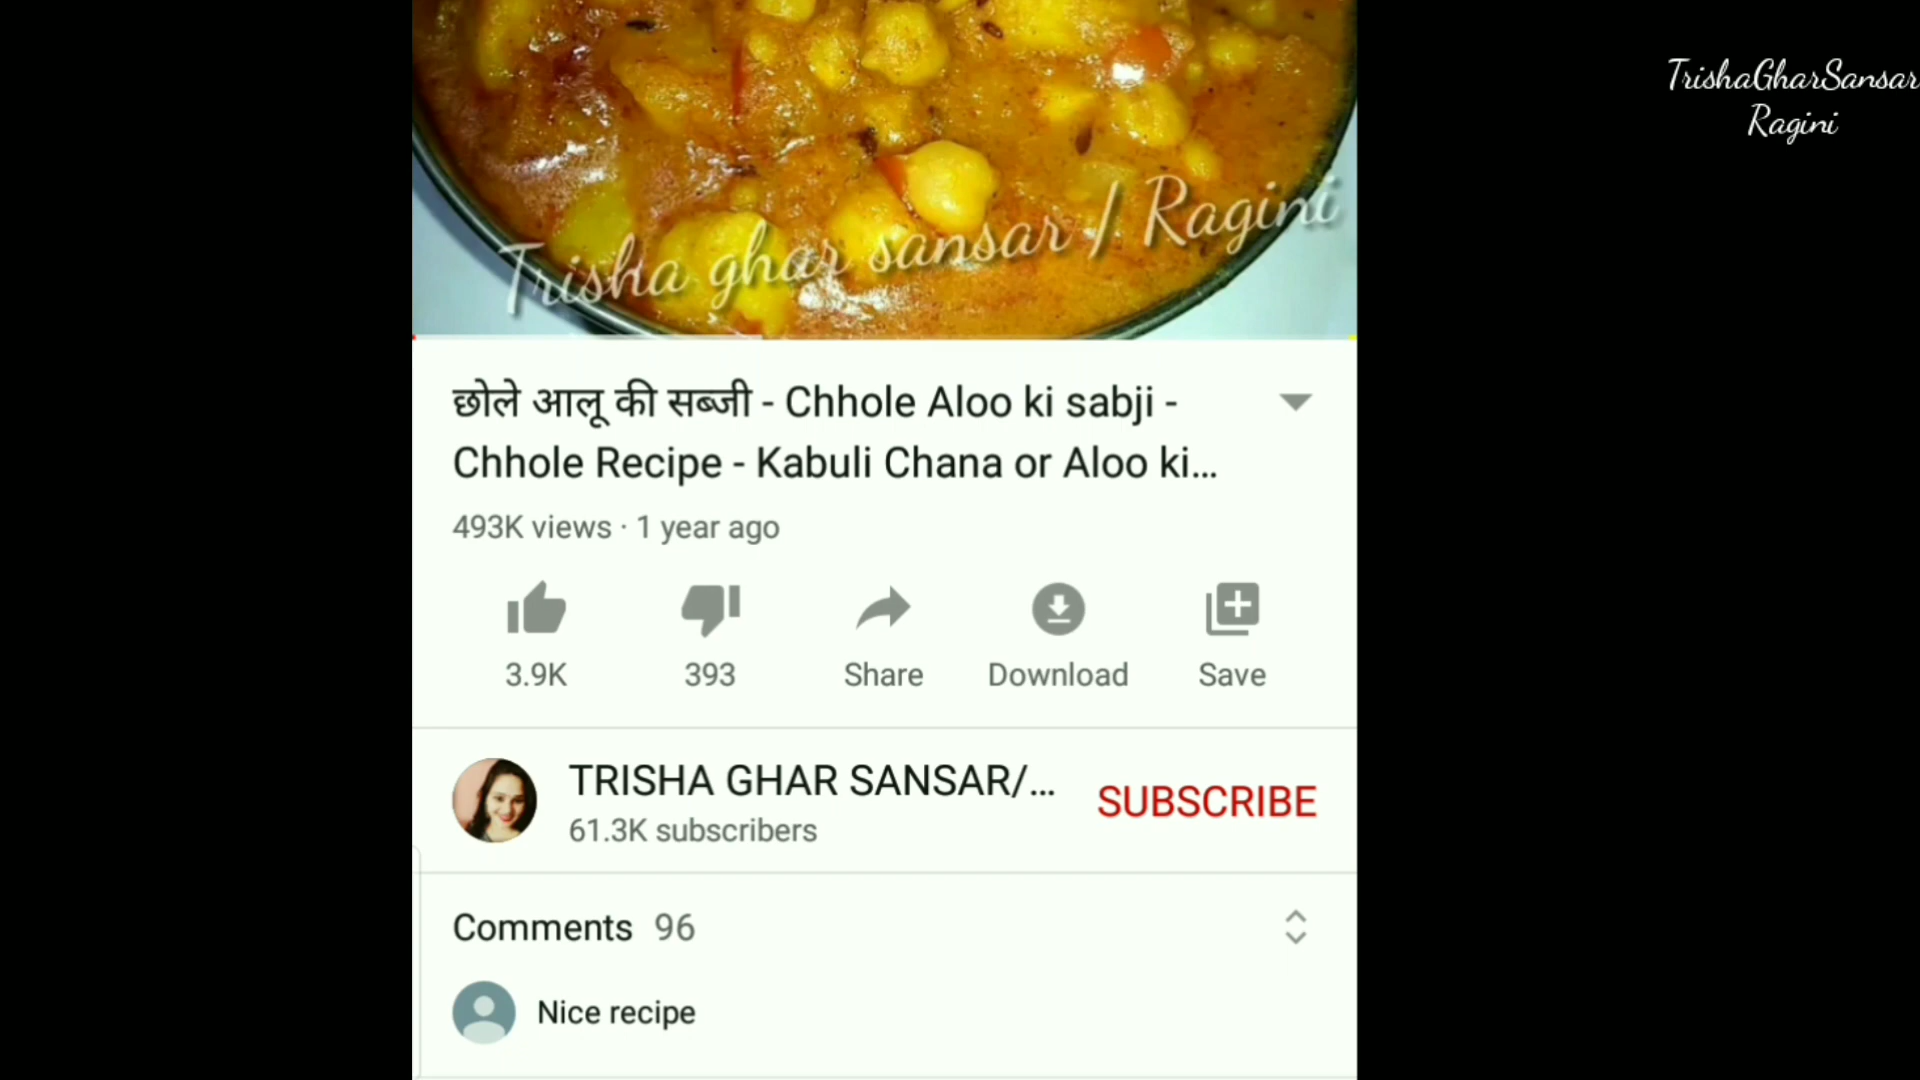 TrishaGharSansar
Ragini
Trisha ghar sansar / Ragini
छोले आलू की सब्जी - Chhole Aloo ki sabji -
Chhole Recipe - Kabuli Chana or Aloo ki...
493K views · 1 year ago
3.9K
393
Share
Download
Save
TRISHA GHAR SANSAR/...
61.3K subscribers
SUBSCRIBE
Comments 96
Nice recipe